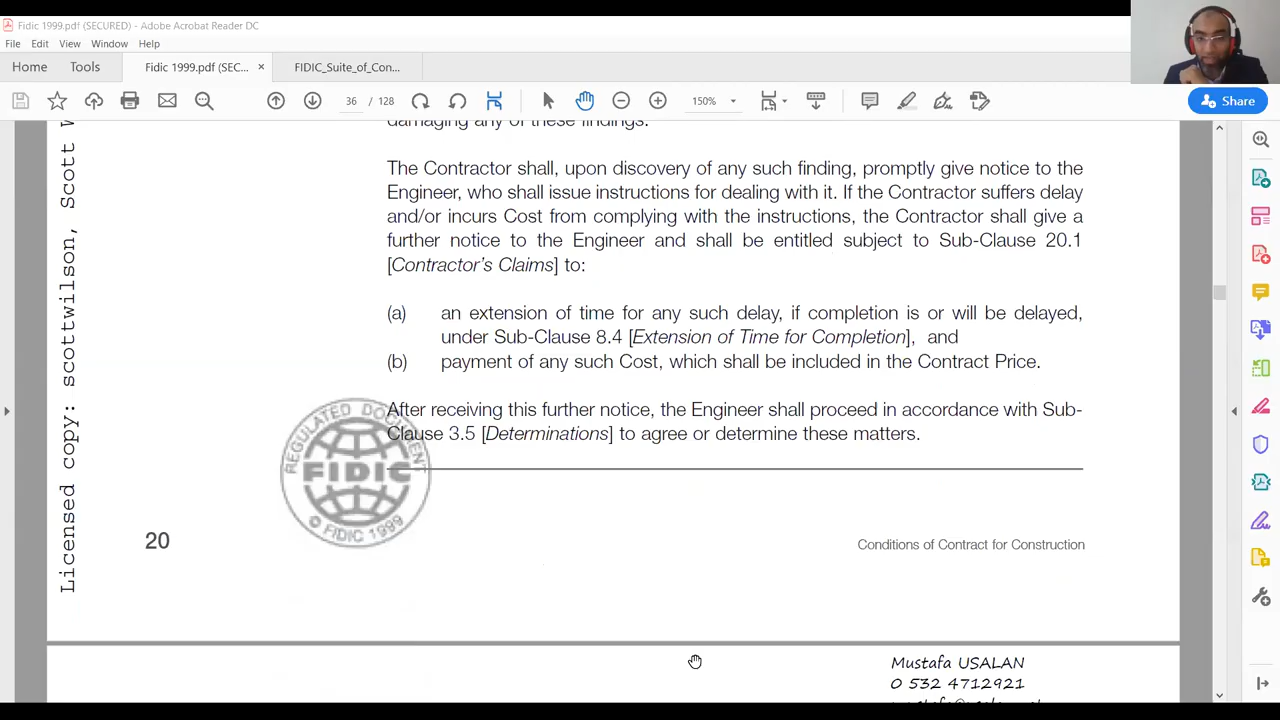 Fidic 1999.pdf (SECURED) - Adobe Acrobat Reader DC
File Edit View Window Help
Home Tools Fidic 1999.pdf (SEC... × FIDIC_Suite_of_Con...
36 / 128 150% Share
damaging any of these findings.
The Contractor shall, upon discovery of any such finding, promptly give notice to the
Engineer, who shall issue instructions for dealing with it. If the Contractor suffers delay
and/or incurs Cost from complying with the instructions, the Contractor shall give a
further notice to the Engineer and shall be entitled subject to Sub-Clause 20.1
[Contractor's Claims] to:
(a) an extension of time for any such delay, if completion is or will be delayed,
under Sub-Clause 8.4 [Extension of Time for Completion], and
(b) payment of any such Cost, which shall be included in the Contract Price.
After receiving this further notice, the Engineer shall proceed in accordance with Sub-
Clause 3.5 [Determinations] to agree or determine these matters.
REGULATED DOCUMENT
FIDIC
© FIDIC 1999
Licensed copy: scottwilson, Scott W
20
Conditions of Contract for Construction
Mustafa USALAN
0 532 4712921